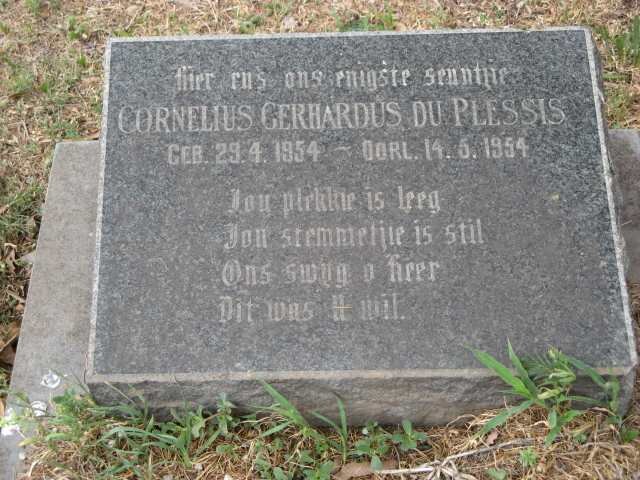 Hier rus ons enigste seuntjie
CORNELIUS GERHARDUS DU PLESSIS
GEB. 29.4.1954 - OORL. 14.5.1954
Jou plekkie is leeg
Jou stemmetjie is stil
Ons swyg o Heer
Dit was U wil.